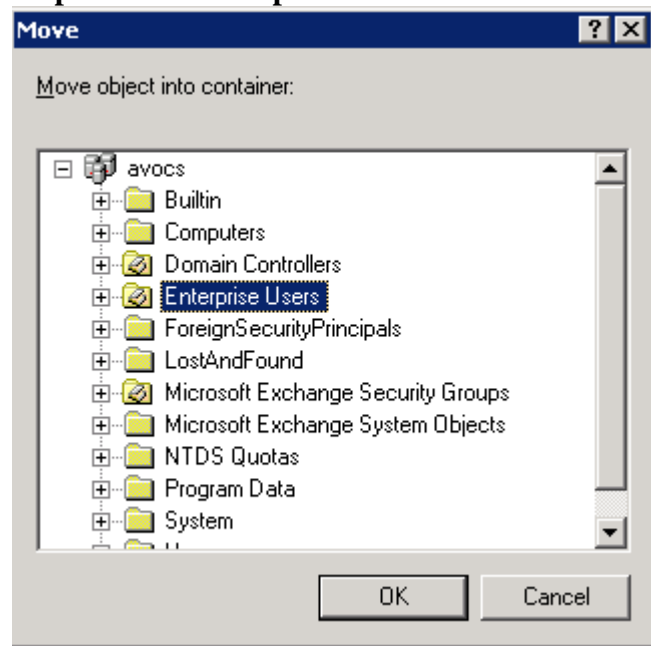 Move
Move object into container:
avocs
Builtin
Computers
Domain Controllers
Enterprise Users
ForeignSecurityPrincipals
LostAndFound
Microsoft Exchange Security Groups
Microsoft Exchange System Objects
NTDS Quotas
Program Data
System
OK Cancel